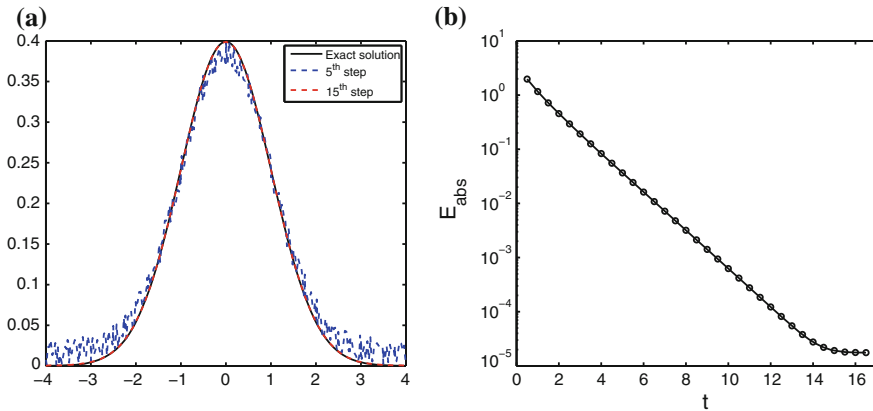 (a)
0.4
0.35
0.3
0.25
0.2
0.15
0.1
0.05
0
−4 −3 −2 −1 0 1 2 3 4
Exact solution
5th step
15th step
(b)
10^1
10^0
10^-1
10^-2
10^-3
10^-4
10^-5
E_abs
0 2 4 6 8 10 12 14 16
t